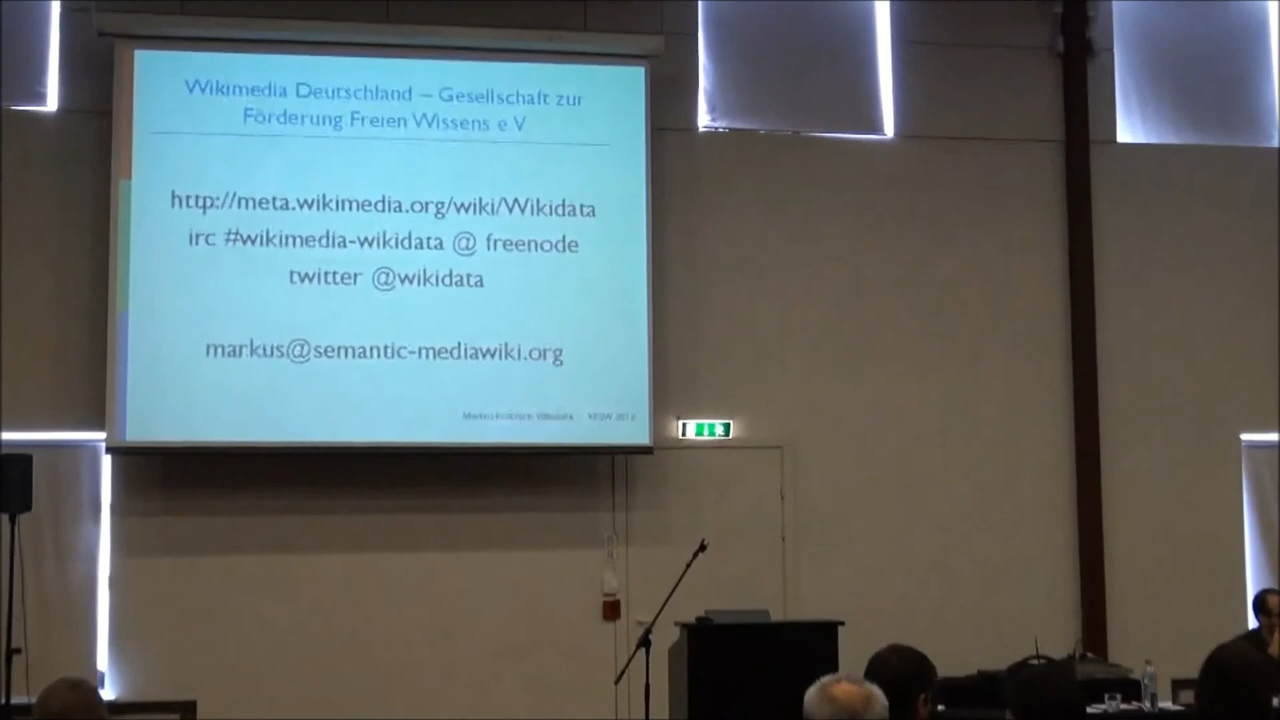 Wikimedia Deutschland – Gesellschaft zur
Förderung Freien Wissens e V
http://meta.wikimedia.org/wiki/Wikidata
irc #wikimedia-wikidata @ freenode
twitter @wikidata
markus@semantic-mediawiki.org